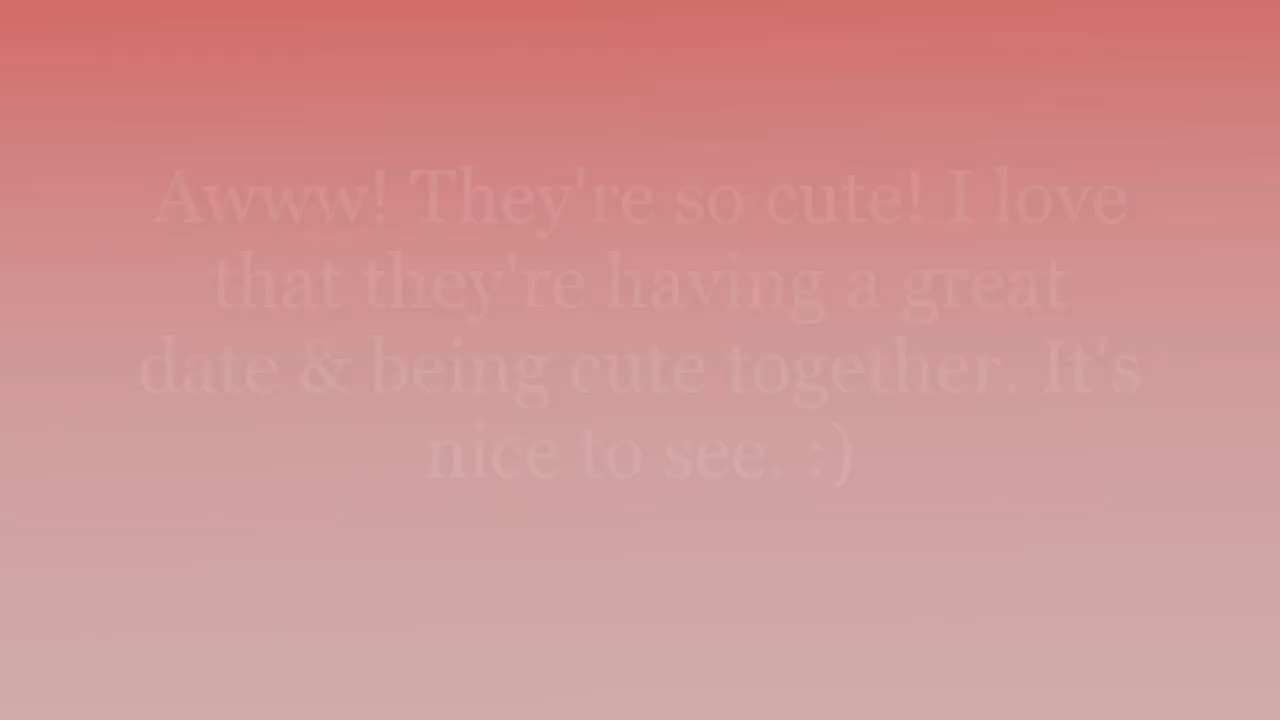 Awww! They're so cute! I love
that they're having a great
date & being cute together. It's
nice to see. :)